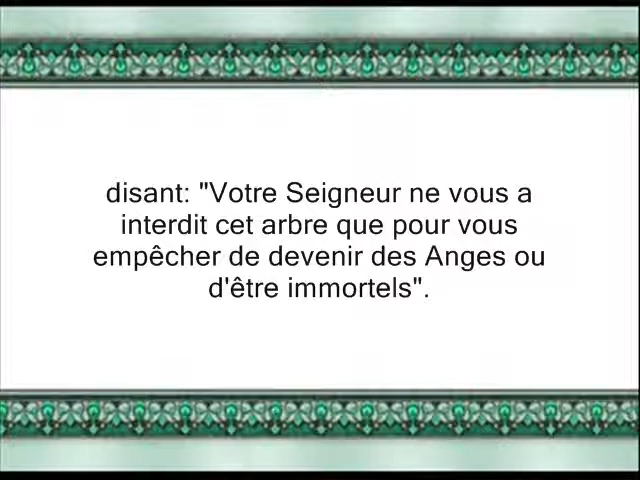 disant: "Votre Seigneur ne vous a
interdit cet arbre que pour vous
empêcher de devenir des Anges ou
d'être immortels".